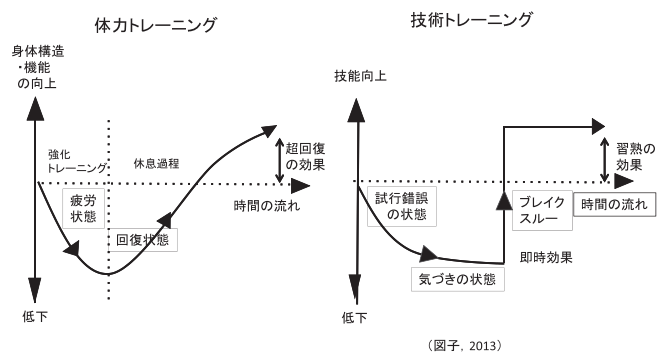 体力トレーニング
身体構造
・機能
の向上
強化
トレーニング
休息過程
超回復
の効果
疲労
状態
時間の流れ
回復状態
低下
技術トレーニング
技能向上
習熟の
効果
試行錯誤
の状態
ブレイク
スルー
時間の流れ
即時効果
気づきの状態
低下
（図子, 2013）